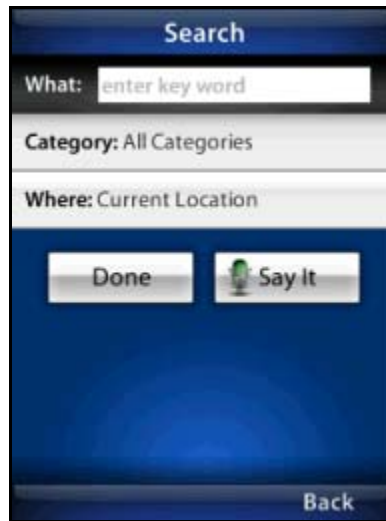 Search
What: enter key word
Category: All Categories
Where: Current Location
Done Say It
Back